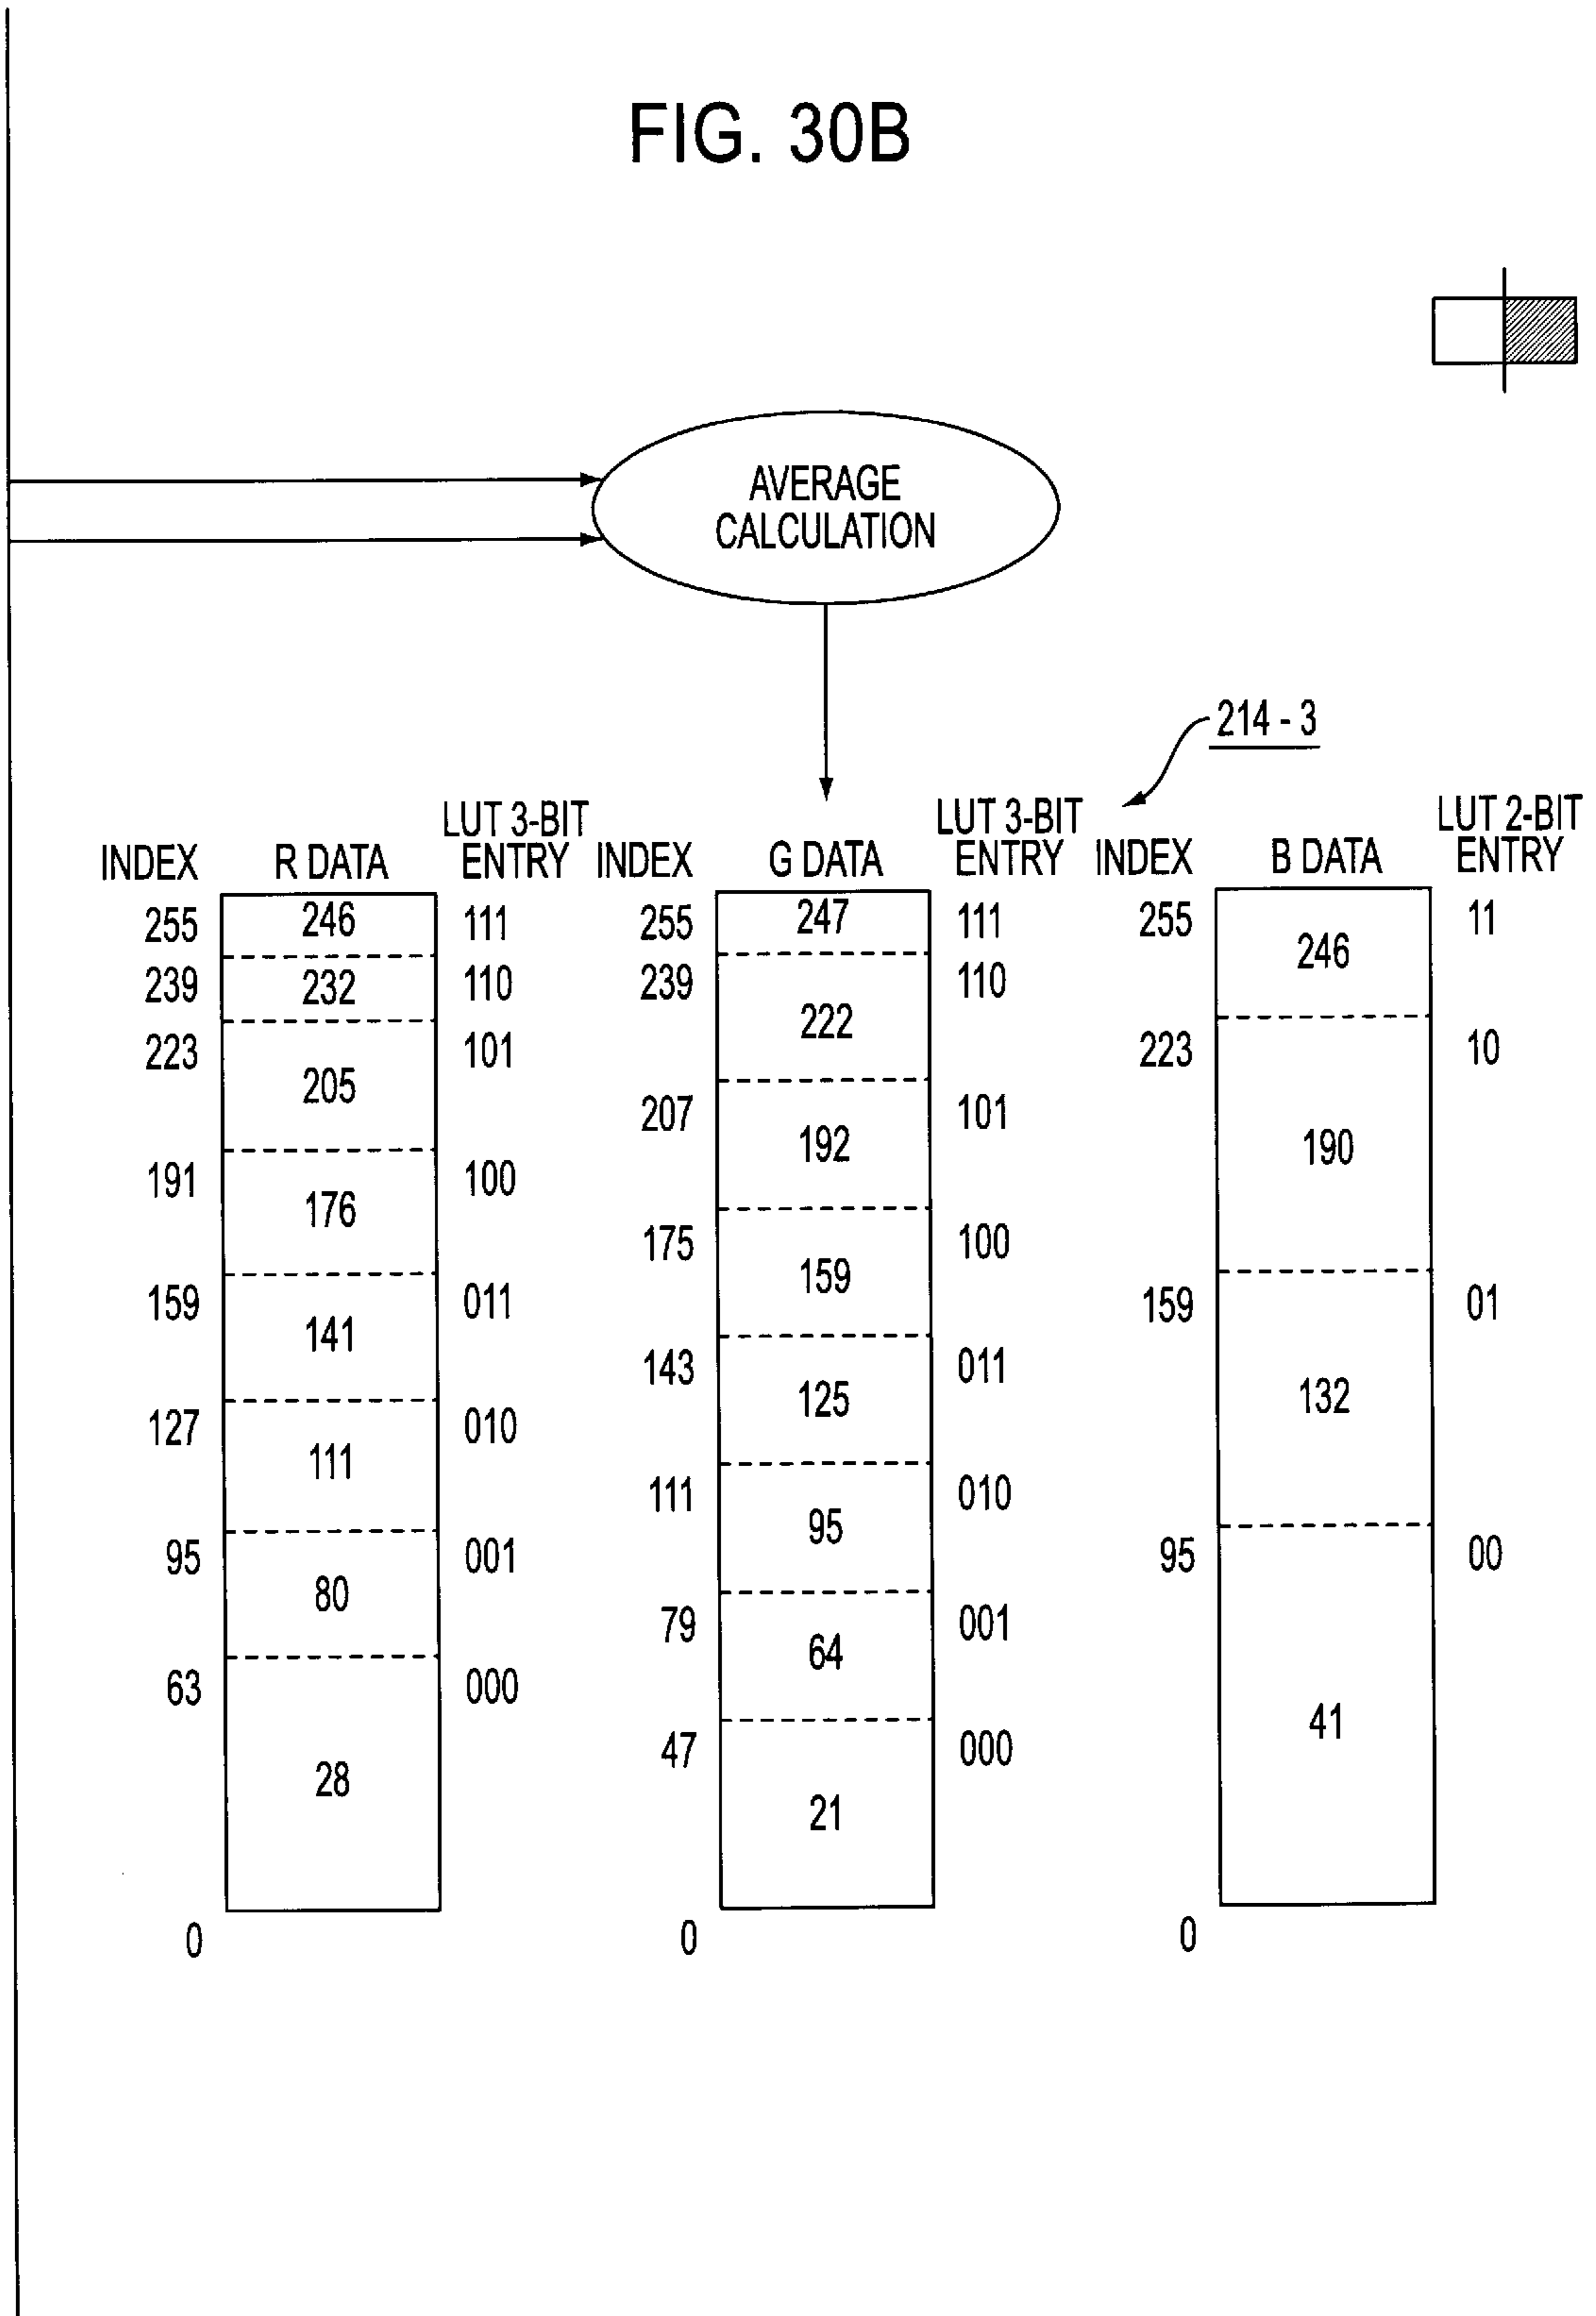 FIG. 30B
AVERAGE
CALCULATION
214 - 3
INDEX R DATA LUT 3-BIT ENTRY INDEX G DATA LUT 3-BIT ENTRY INDEX B DATA LUT 2-BIT ENTRY
255 246 111
239 232 110
223 205 101
191 176 100
159 141 011
127 111 010
95 80 001
63 28 000
0
255 247 111
239 222 110
207 192 101
175 159 100
143 125 011
111 95 010
79 64 001
47 21 000
0
255 246 11
223 190 10
159 132 01
95 41 00
0